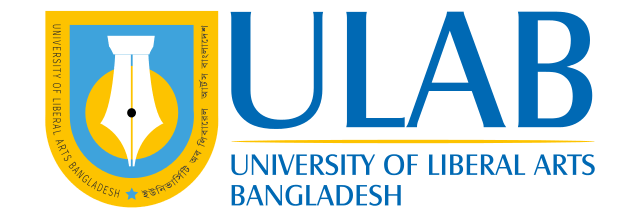 UNIVERSITY OF LIBERAL ARTS BANGLADESH
ইউনিভার্সিটি অব লিবারেল আর্টস বাংলাদেশ
ULAB
UNIVERSITY OF LIBERAL ARTS
BANGLADESH